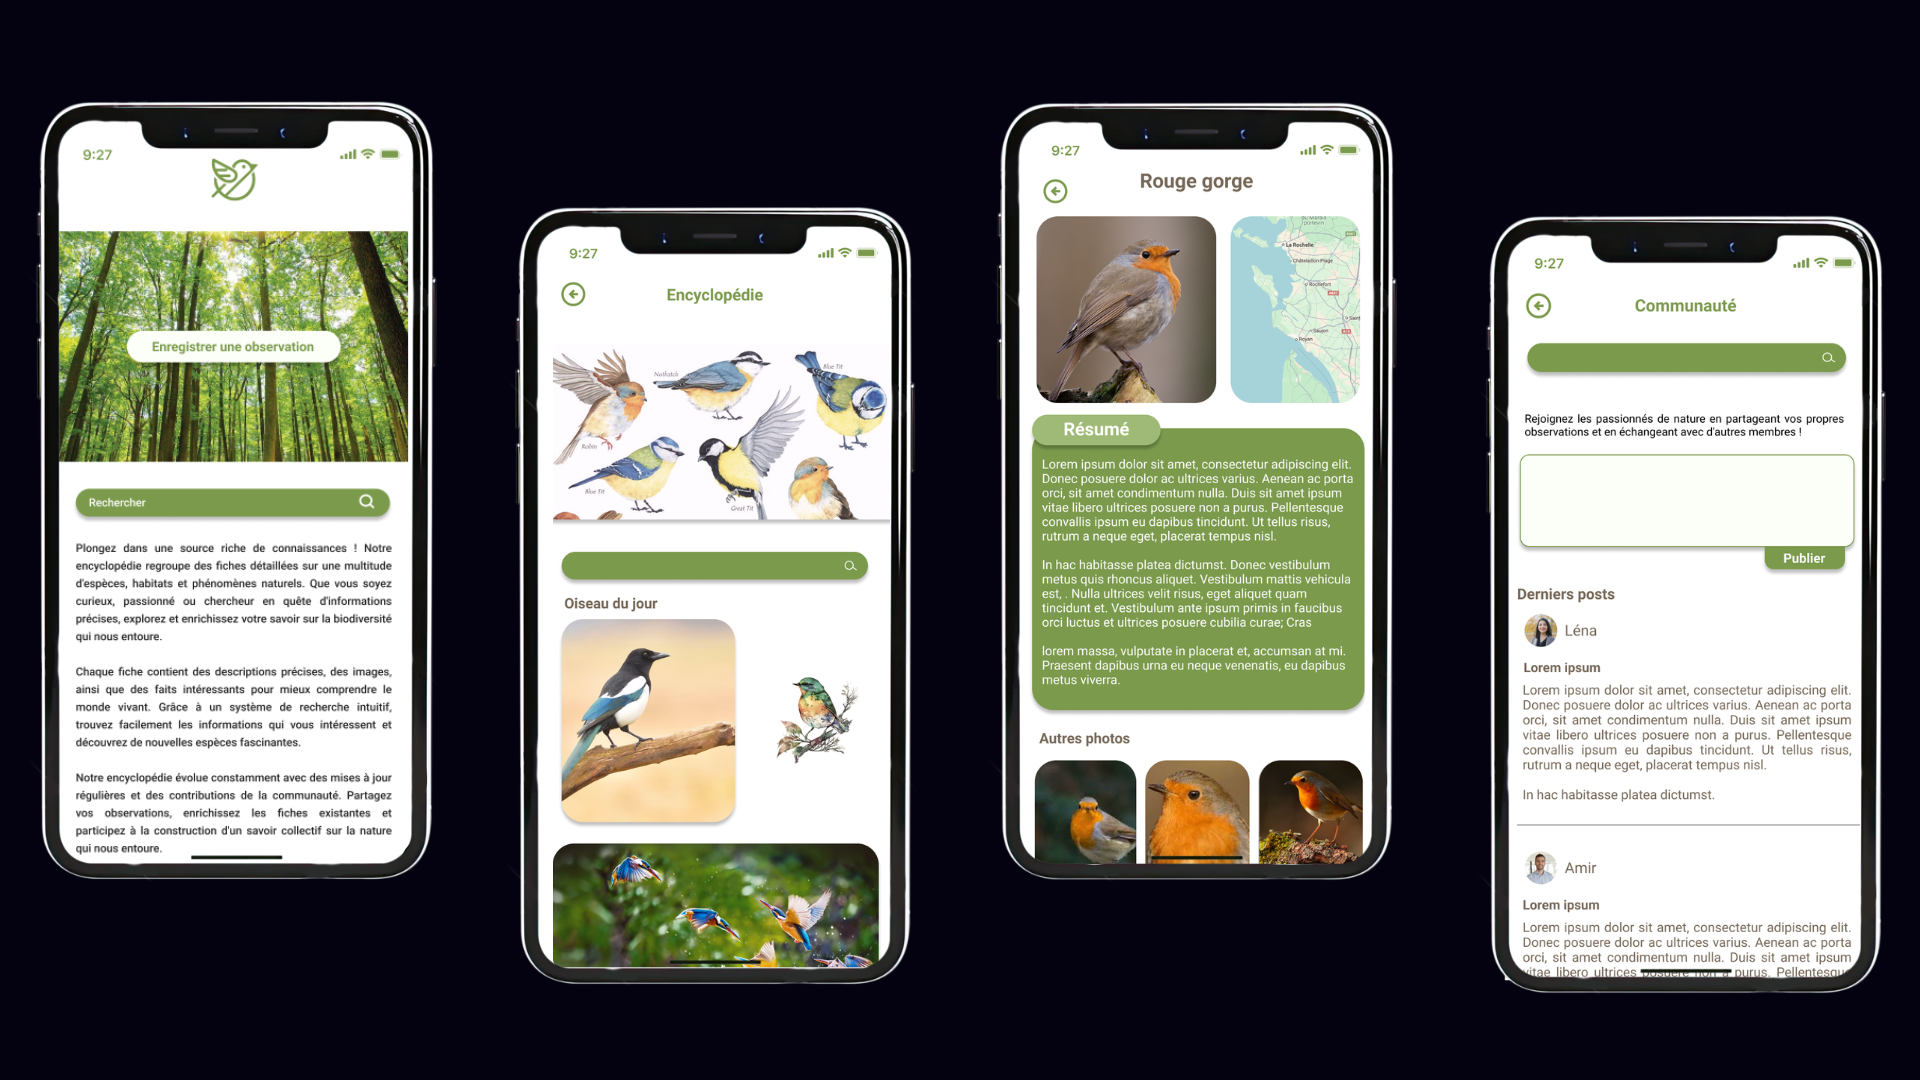 9:27
Enregistrer une observation
Rechercher
Plongez dans une source riche de connaissances ! Notre
encyclopédie regroupe des fiches détaillées sur une multitude
d'espèces, habitats et phénomènes naturels. Que vous soyez
curieux, passionné ou chercheur en quête d'informations
précises, explorez et enrichissez votre savoir sur la biodiversité
qui nous entoure.
Chaque fiche contient des descriptions précises, des images,
ainsi que des faits intéressants pour mieux comprendre le
monde vivant. Grâce à un système de recherche intuitif,
trouvez facilement les informations qui vous intéressent et
découvrez de nouvelles espèces fascinantes.
Notre encyclopédie évolue constamment avec des mises à jour
régulières et des contributions de la communauté. Partagez
vos observations, enrichissez les fiches existantes et
participez à la construction d'un savoir collectif sur la nature
qui nous entoure.
9:27
Encyclopédie
Nuthatch
Blue Tit
Robin
Blue Tit
Great Tit
Oiseau du jour
9:27
Rouge gorge
La Rochelle
Châtelaillon-Plage
Rochefort
Saujon
Royan
Résumé
Lorem ipsum dolor sit amet, consectetur adipiscing elit.
Donec posuere dolor ac ultrices varius. Aenean ac porta
orci, sit amet condimentum nulla. Duis sit amet ipsum
vitae libero ultrices posuere non a purus. Pellentesque
convallis ipsum eu dapibus tincidunt. Ut tellus risus,
rutrum a neque eget, placerat tempus nisl.
In hac habitasse platea dictumst. Donec vestibulum
metus quis rhoncus aliquet. Vestibulum mattis vehicula
est, . Nulla ultrices velit risus, eget aliquet quam
tincidunt et. Vestibulum ante ipsum primis in faucibus
orci luctus et ultrices posuere cubilia curae; Cras
lorem massa, vulputate in placerat et, accumsan at mi.
Praesent dapibus urna eu neque venenatis, eu dapibus
metus viverra.
Autres photos
9:27
Communauté
Rejoignez les passionnés de nature en partageant vos propres
observations et en échangeant avec d'autres membres !
Publier
Derniers posts
Léna
Lorem ipsum
Lorem ipsum dolor sit amet, consectetur adipiscing elit.
Donec posuere dolor ac ultrices varius. Aenean ac porta
orci, sit amet condimentum nulla. Duis sit amet ipsum
vitae libero ultrices posuere non a purus. Pellentesque
convallis ipsum eu dapibus tincidunt. Ut tellus risus,
rutrum a neque eget, placerat tempus nisl.
In hac habitasse platea dictumst.
Amir
Lorem ipsum
Lorem ipsum dolor sit amet, consectetur adipiscing elit.
Donec posuere dolor ac ultrices varius. Aenean ac porta
orci, sit amet condimentum nulla. Duis sit amet ipsum
vitae libero ultrices posuere non a purus. Pellentesque